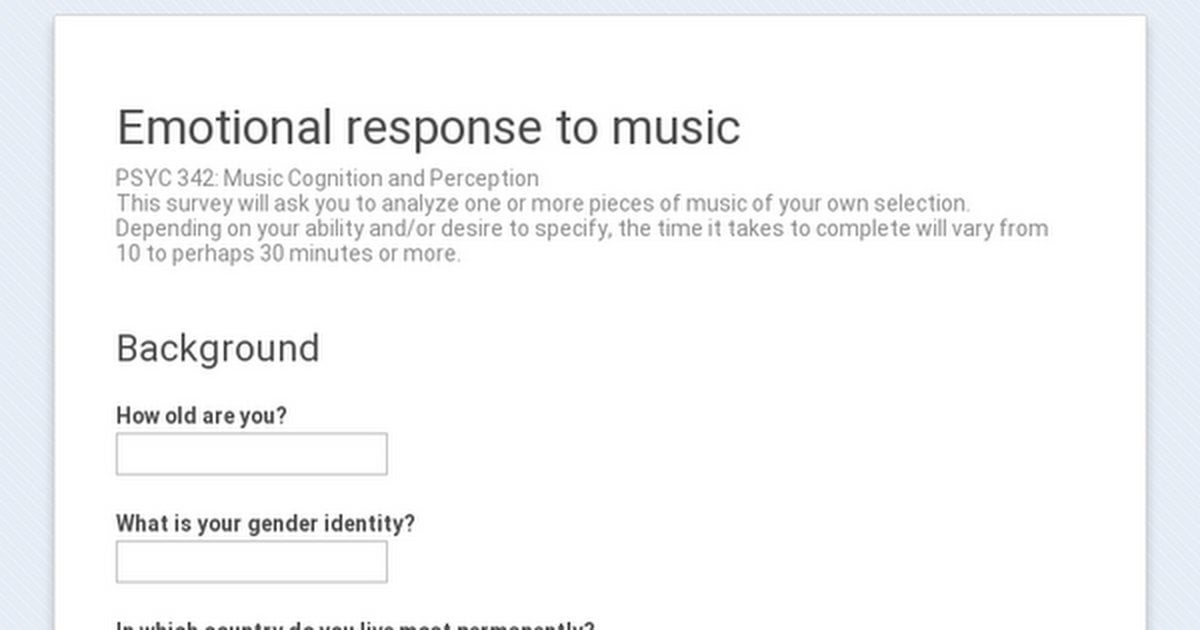 Emotional response to music
PSYC 342: Music Cognition and Perception
This survey will ask you to analyze one or more pieces of music of your own selection.
Depending on your ability and/or desire to specify, the time it takes to complete will vary from
10 to perhaps 30 minutes or more.
Background
How old are you?
What is your gender identity?
In which country do you live most permanently?